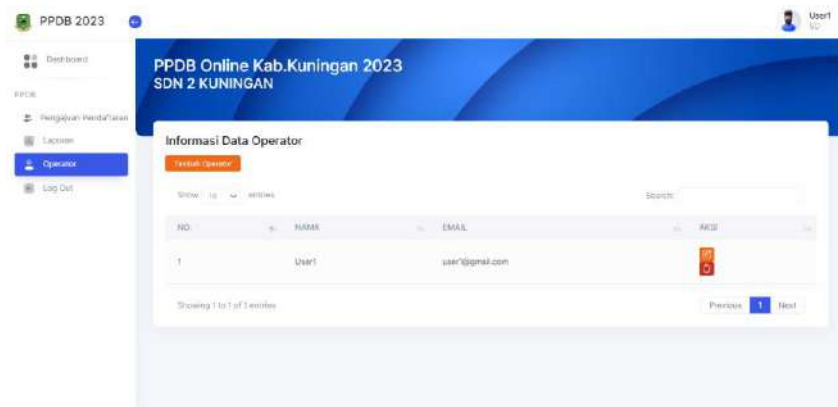 PPDB 2023
User1
SD
Dashboard
PPDB
Pengajuan Pendaftaran
Laporan
Operator
Log Out
PPDB Online Kab.Kuningan 2023
SDN 2 KUNINGAN
Informasi Data Operator
Tambah Operator
Show 10 entries
Search:
NO. NAMA EMAIL AKSI
1 User1 user1@gmail.com
Showing 1 to 1 of 1 entries
Previous 1 Next